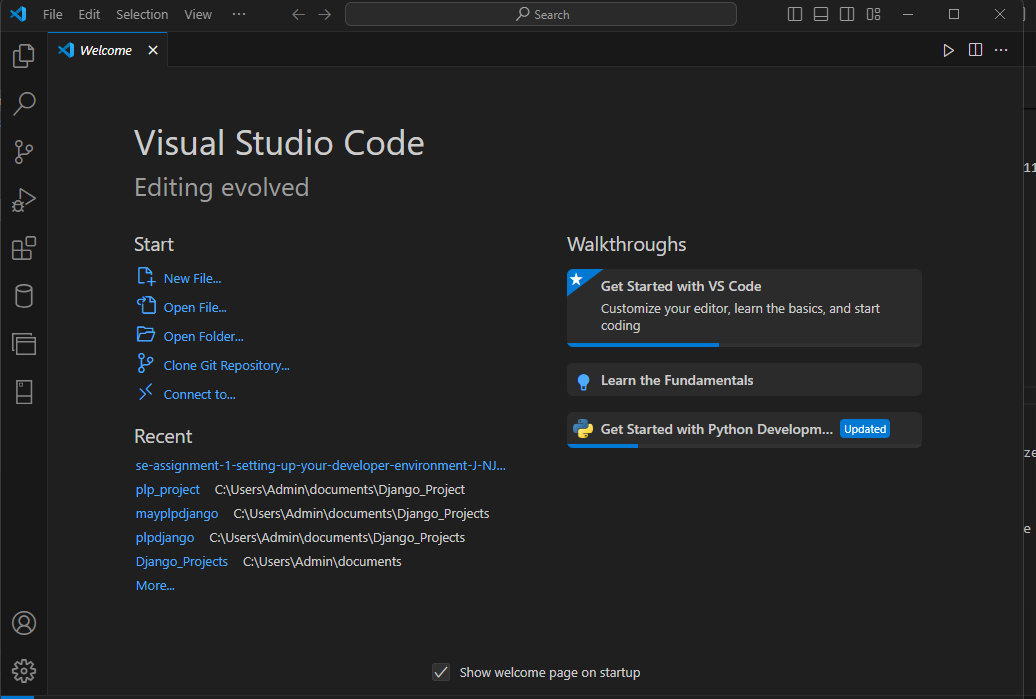 File Edit Selection View ···
Search
Welcome
Visual Studio Code
Editing evolved
Start
New File...
Open File...
Open Folder...
Clone Git Repository...
Connect to...
Recent
se-assignment-1-setting-up-your-developer-environment-J-NJ...
plp_project C:\Users\Admin\documents\Django_Project
mayplpdjango C:\Users\Admin\documents\Django_Projects
plpdjango C:\Users\Admin\documents\Django_Projects
Django_Projects C:\Users\Admin\documents
More...
Walkthroughs
Get Started with VS Code
Customize your editor, learn the basics, and start
coding
Learn the Fundamentals
Get Started with Python Developm... Updated
Show welcome page on startup
11
ze
e